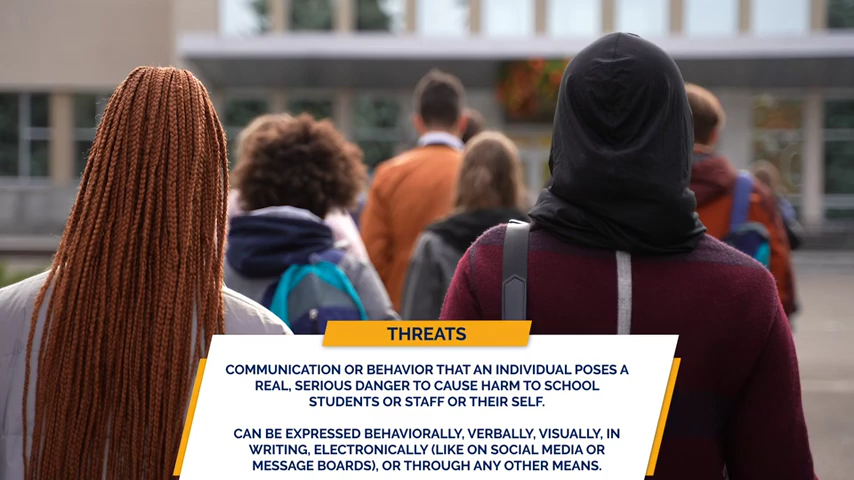 THREATS
COMMUNICATION OR BEHAVIOR THAT AN INDIVIDUAL POSES A
REAL, SERIOUS DANGER TO CAUSE HARM TO SCHOOL
STUDENTS OR STAFF OR THEIR SELF.
CAN BE EXPRESSED BEHAVIORALLY, VERBALLY, VISUALLY, IN
WRITING, ELECTRONICALLY (LIKE ON SOCIAL MEDIA OR
MESSAGE BOARDS), OR THROUGH ANY OTHER MEANS.